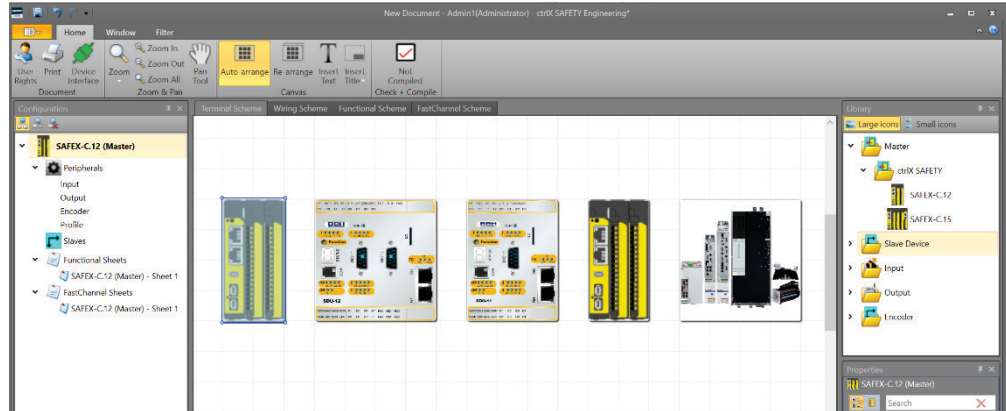 New Document - Admin1(Administrator) - ctrlX SAFETY Engineering*
Home Window Filter
User Rights
Print
Device Interface
Document
Zoom
Zoom In
Zoom Out
Zoom All
Pan Tool
Zoom & Pan
Auto-arrange
Re-arrange
Insert Text
Insert Title
Canvas
Not Compiled
Check + Compile
Configuration
SAFEX-C.12 (Master)
Peripherals
Input
Output
Encoder
Profile
Slaves
Functional Sheets
SAFEX-C.12 (Master) - Sheet 1
FastChannel Sheets
SAFEX-C.12 (Master) - Sheet 1
Terminal Scheme Wiring Scheme Functional Scheme FastChannel Scheme
SDU-12
SDU-11
Library
Large icons Small icons
Master
ctrlX SAFETY
SAFEX-C.12
SAFEX-C.15
Slave Device
Input
Output
Encoder
Properties
SAFEX-C.12 (Master)
Search